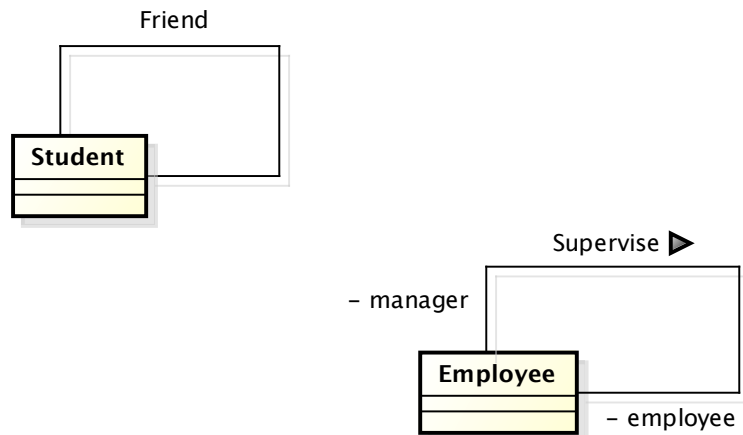 Friend
Student
Supervise
– manager
Employee
– employee